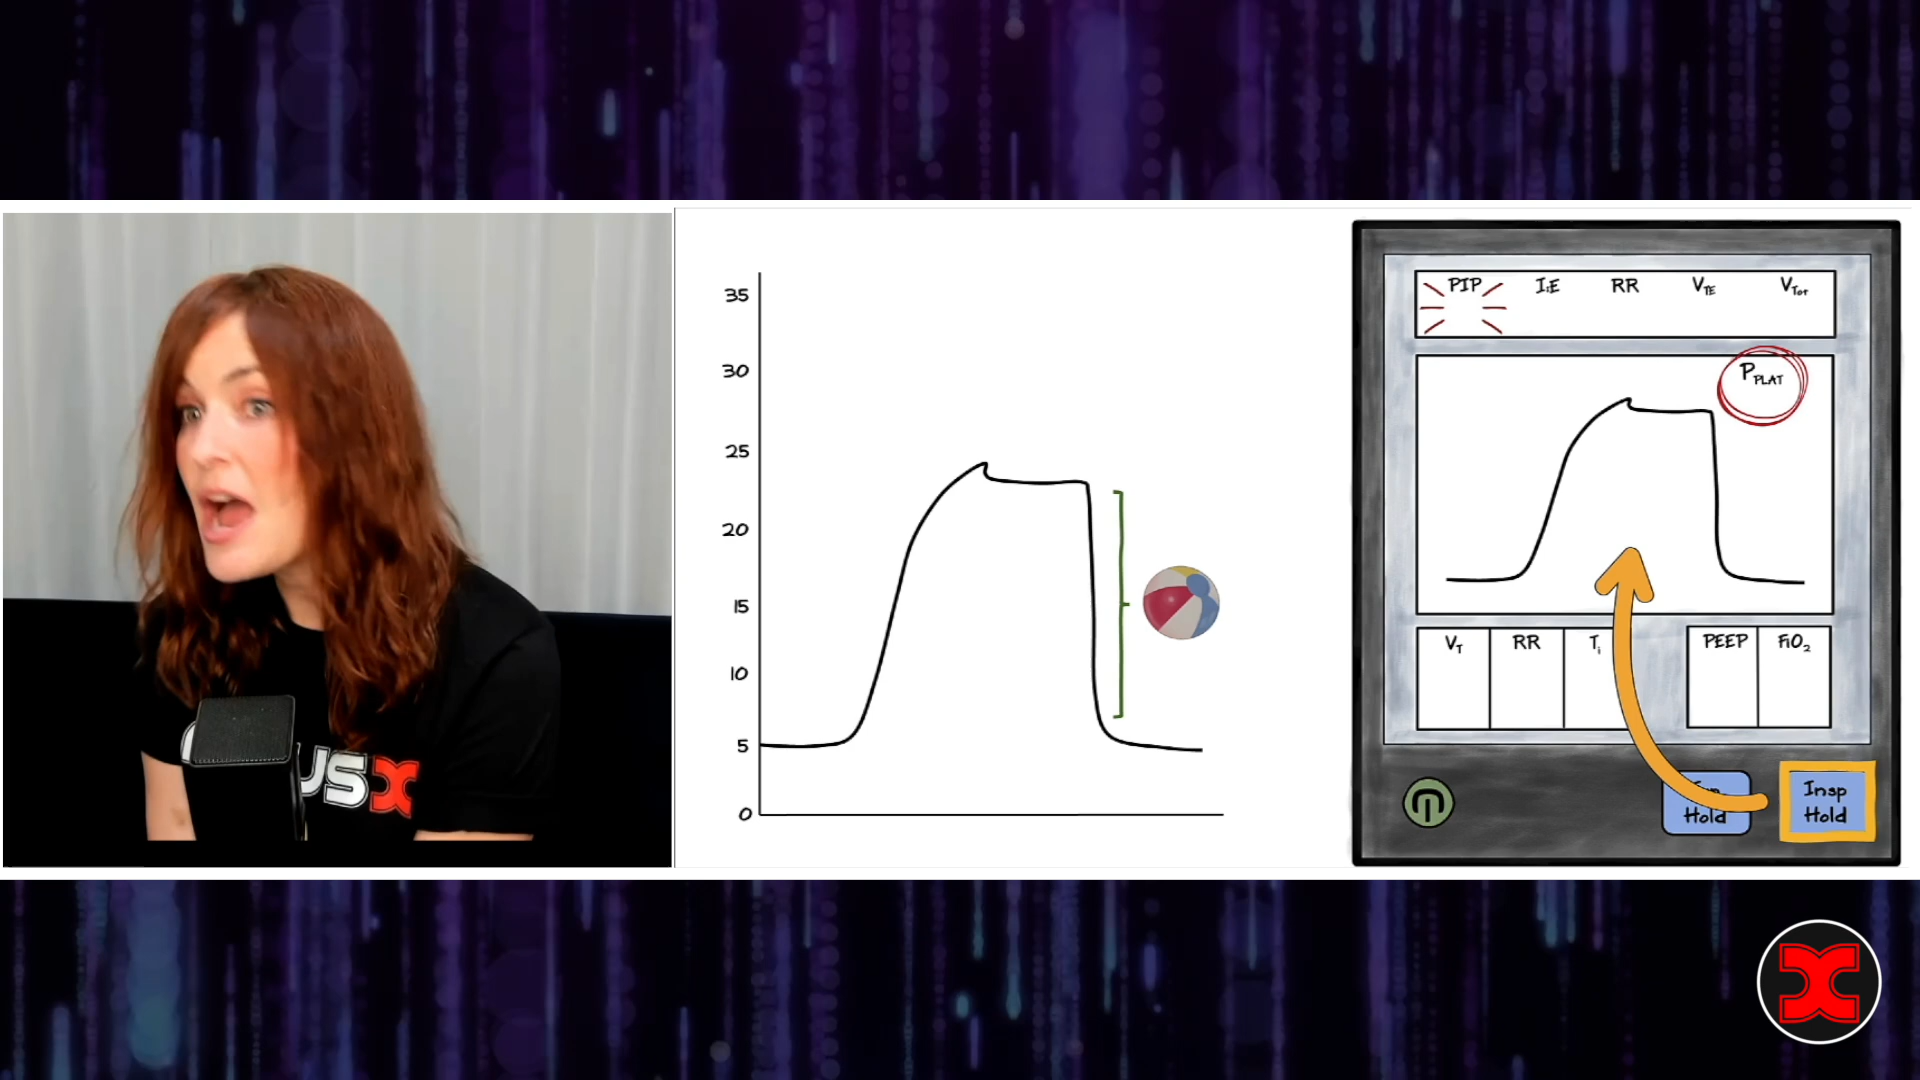 35
30
25
20
15
10
5
0
PIP I:E RR VTE VTot
PPLAT
VT RR Ti PEEP FiO2
Hold
Insp
Hold
USX